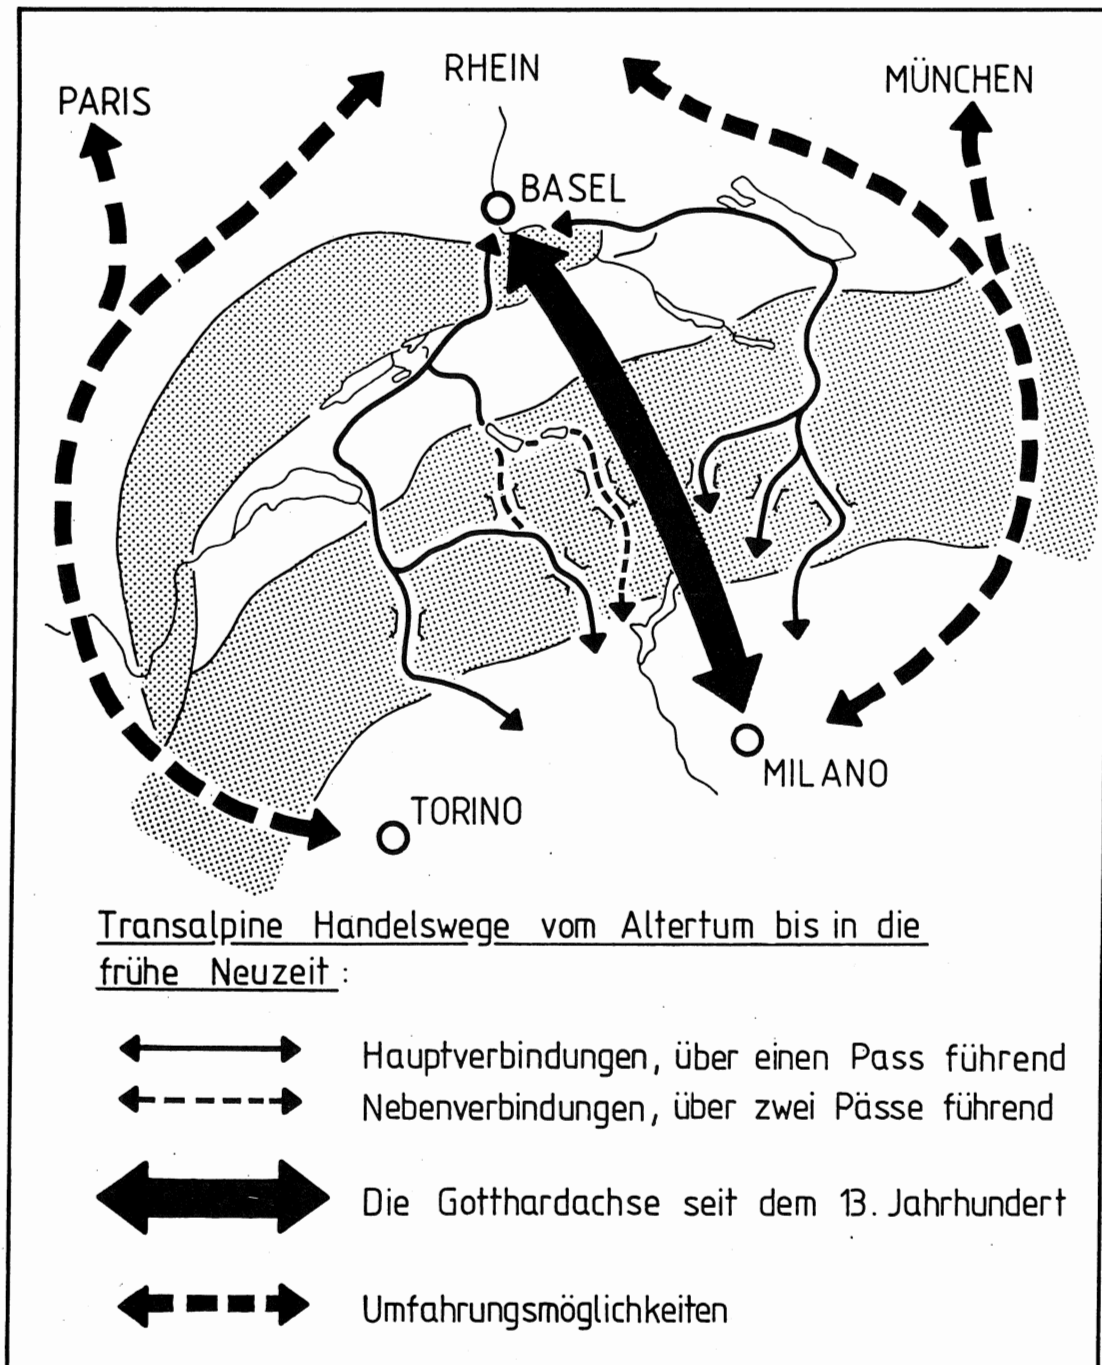 RHEIN
PARIS
MÜNCHEN
BASEL
MILANO
TORINO
Transalpine Handelswege vom Altertum bis in die
frühe Neuzeit :
Hauptverbindungen, über einen Pass führend
Nebenverbindungen, über zwei Pässe führend
Die Gotthardachse seit dem 13. Jahrhundert
Umfahrungsmöglichkeiten